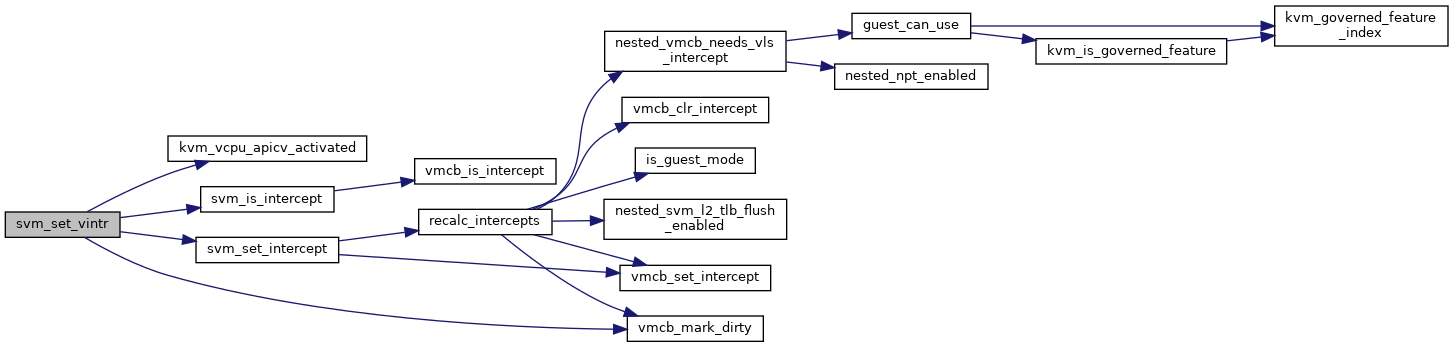 svm_set_vintr
kvm_vcpu_apicv_activated
svm_is_intercept
svm_set_intercept
vmcb_is_intercept
recalc_intercepts
nested_vmcb_needs_vls
_intercept
vmcb_clr_intercept
is_guest_mode
nested_svm_l2_tlb_flush
_enabled
vmcb_set_intercept
vmcb_mark_dirty
guest_can_use
nested_npt_enabled
kvm_is_governed_feature
kvm_governed_feature
_index